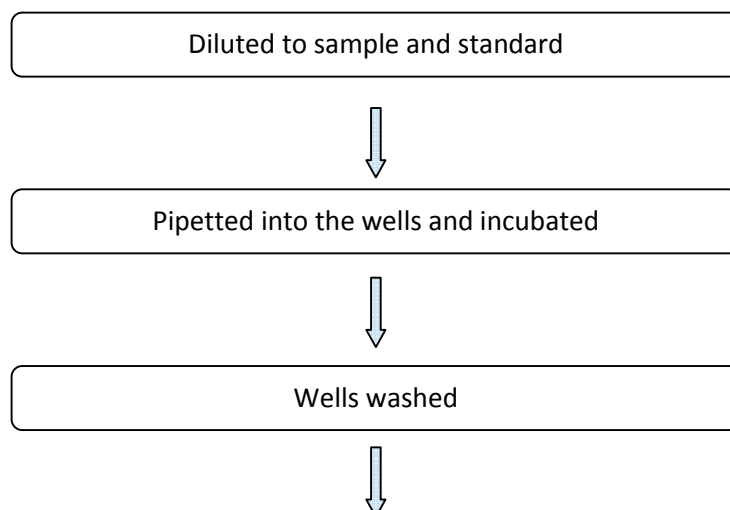 Diluted to sample and standard
Pipetted into the wells and incubated
Wells washed